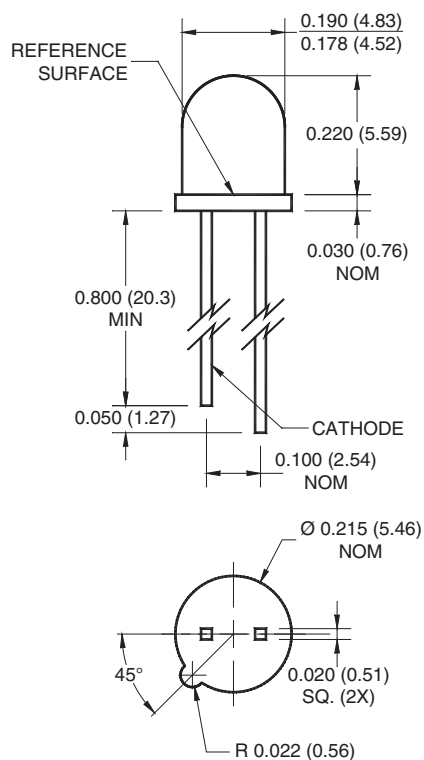 0.190 (4.83)
0.178 (4.52)
REFERENCE
SURFACE
0.220 (5.59)
0.030 (0.76)
NOM
0.800 (20.3)
MIN
0.050 (1.27)
CATHODE
0.100 (2.54)
NOM
Ø 0.215 (5.46)
NOM
45°
0.020 (0.51)
SQ. (2X)
R 0.022 (0.56)